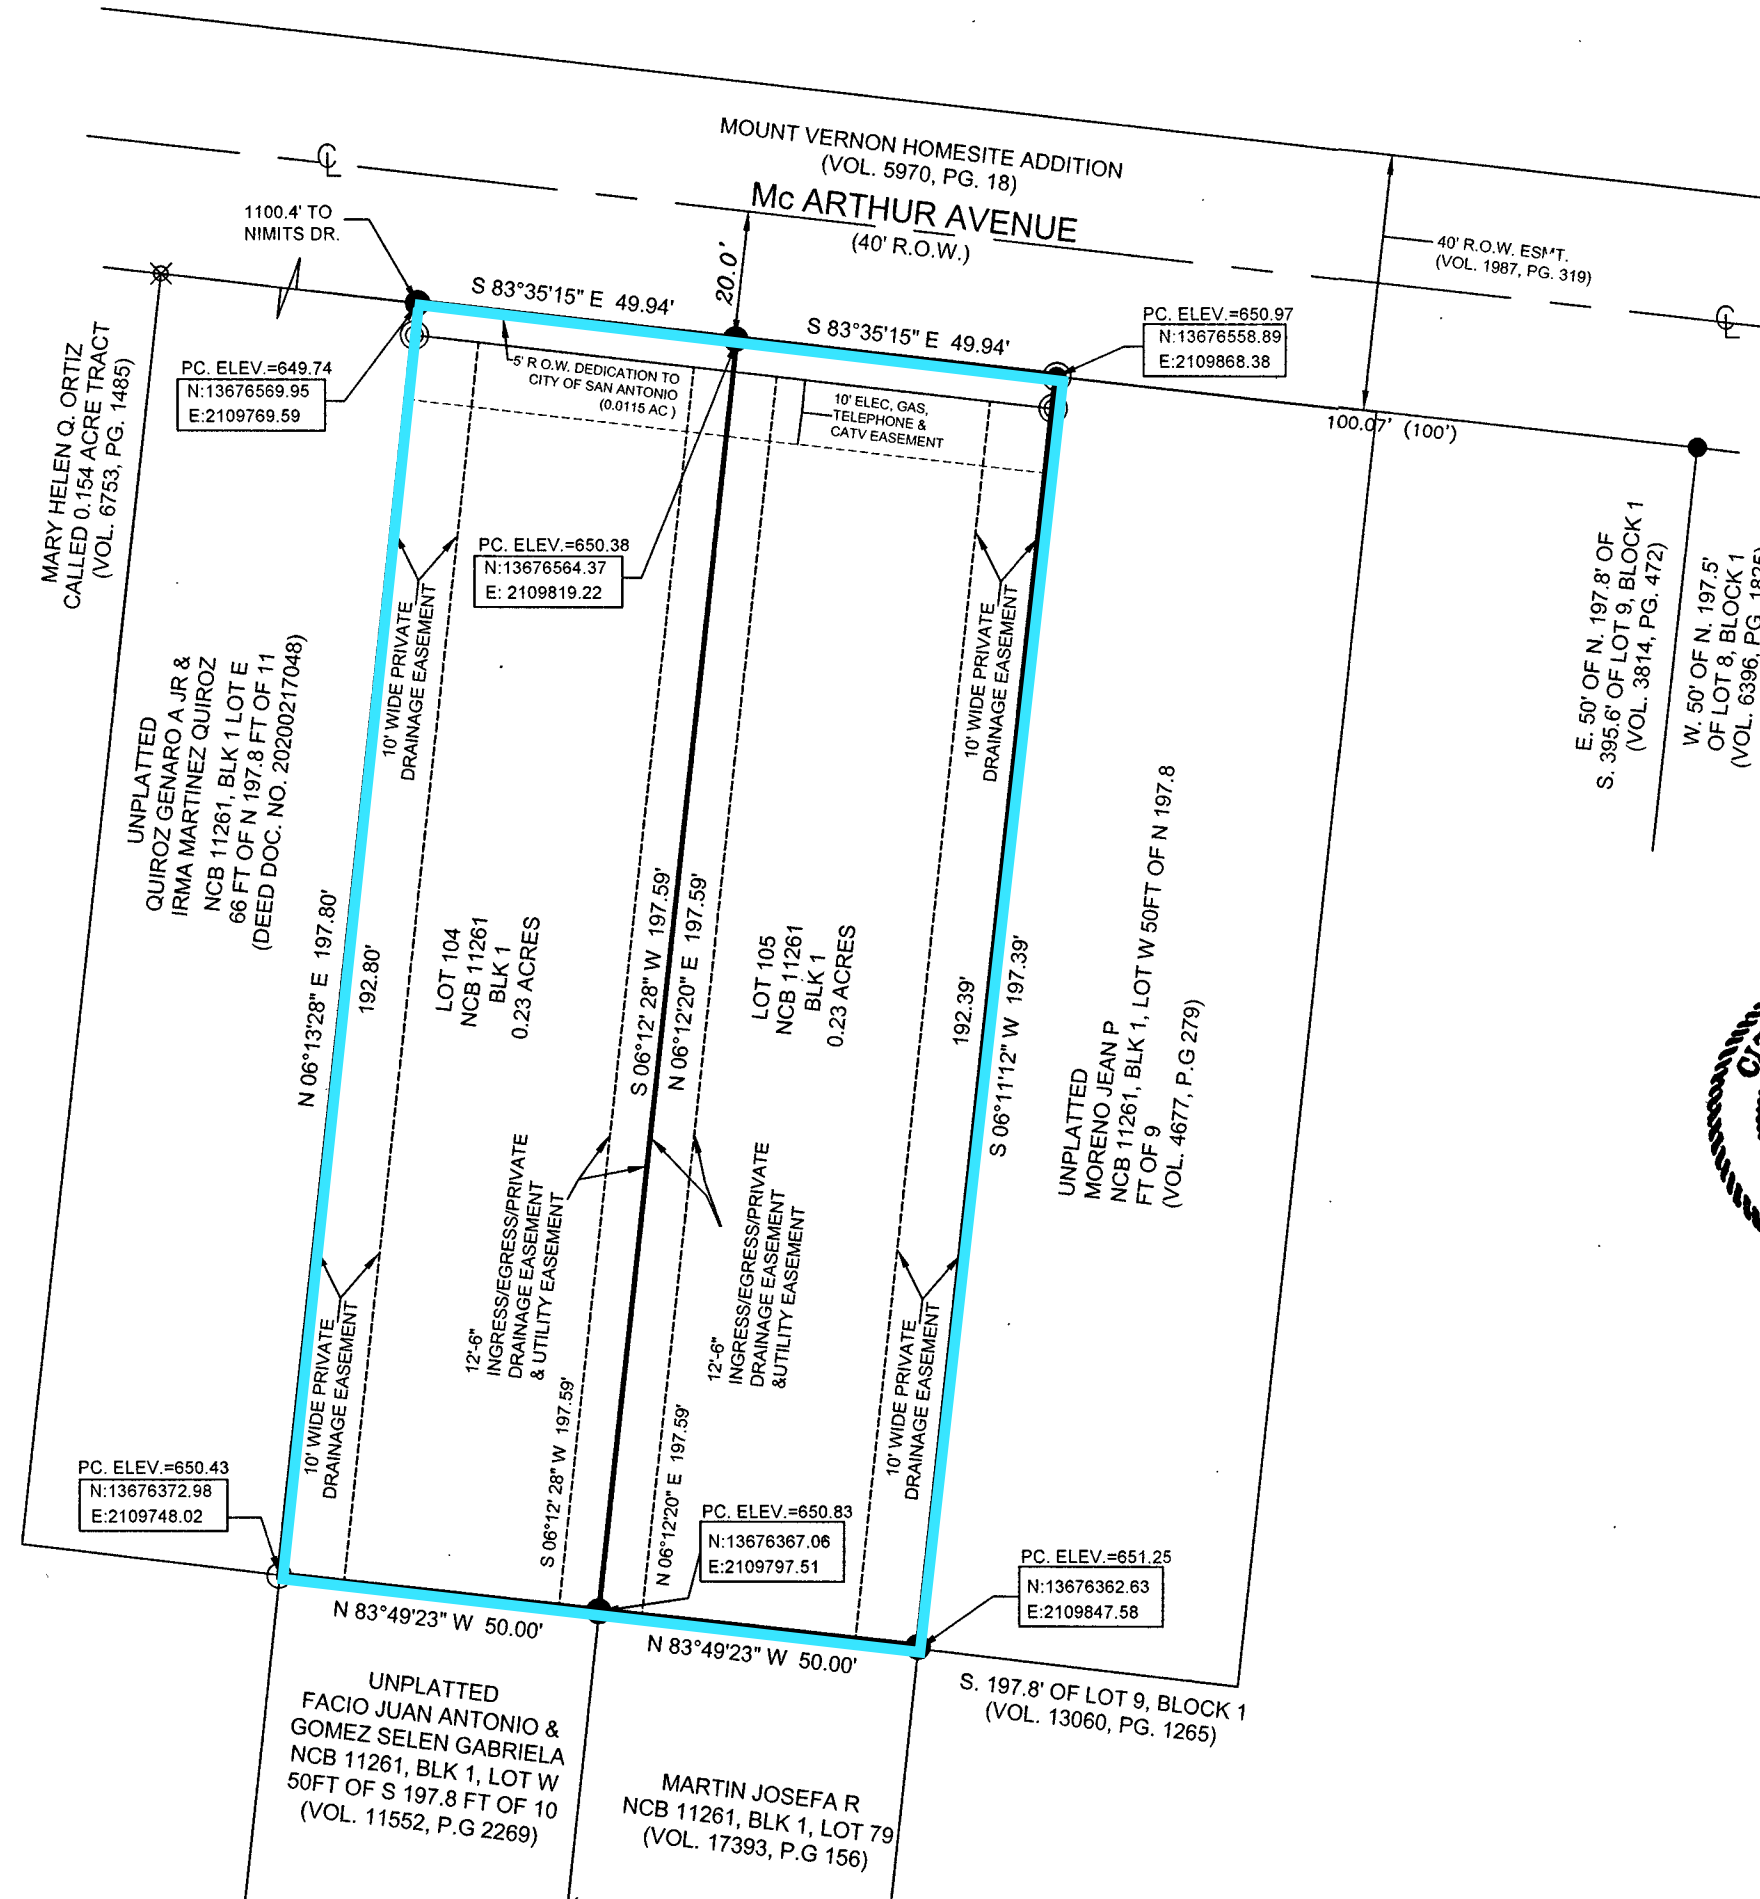 MOUNT VERNON HOMESITE ADDITION
(VOL. 5970, PG. 18)
Mc ARTHUR AVENUE
(40' R.O.W.)
1100.4' TO
NIMITS DR.
20.0'
40' R.O.W. ESMT.
(VOL. 1987, PG. 319)
S 83°35'15" E 49.94'
S 83°35'15" E 49.94'
PC. ELEV.=650.97
N:13676558.89
E:2109868.38
PC. ELEV.=649.74
N:13676569.95
E:2109769.59
5' R.O.W. DEDICATION TO
CITY OF SAN ANTONIO
(0.0115 AC )
10' ELEC, GAS,
TELEPHONE &
CATV EASEMENT
100.07' (100')
MARY HELEN Q. ORTIZ
CALLED 0.154 ACRE TRACT
(VOL. 6753, PG. 1485)
PC. ELEV.=650.38
N:13676564.37
E: 2109819.22
10' WIDE PRIVATE
DRAINAGE EASEMENT
10' WIDE PRIVATE
DRAINAGE EASEMENT
E. 50' OF N. 197.8' OF
S. 395.6' OF LOT 9, BLOCK 1
(VOL. 3814, PG. 472)
W. 50' OF N. 197.5'
OF LOT 8, BLOCK 1
(VOL. 6396, PG. 1825)
UNPLATTED
QUIROZ GENARO A JR &
IRMA MARTINEZ QUIROZ
NCB 11261, BLK 1 LOT E
66 FT OF N 197.8 FT OF 11
(DEED DOC. NO. 20200217048)
N 06°13'28" E 197.80'
192.80'
LOT 104
NCB 11261
BLK 1
0.23 ACRES
S 06°12' 28" W 197.59'
N 06°12'20" E 197.59'
LOT 105
NCB 11261
BLK 1
0.23 ACRES
192.39'
S 06°11'12" W 197.39'
UNPLATTED
MORENO JEAN P
NCB 11261, BLK 1, LOT W 50FT OF N 197.8
FT OF 9
(VOL. 4677, P.G 279)
12'-6"
INGRESS/EGRESS/PRIVATE
DRAINAGE EASEMENT
& UTILITY EASEMENT
12'-6"
INGRESS/EGRESS/PRIVATE
DRAINAGE EASEMENT
&UTILITY EASEMENT
10' WIDE PRIVATE
DRAINAGE EASEMENT
10' WIDE PRIVATE
DRAINAGE EASEMENT
S 06°12' 28" W 197.59'
N 06°12'20" E 197.59'
PC. ELEV.=650.43
N:13676372.98
E:2109748.02
PC. ELEV.=650.83
N:13676367.06
E:2109797.51
PC. ELEV.=651.25
N:13676362.63
E:2109847.58
N 83°49'23" W 50.00'
N 83°49'23" W 50.00'
S. 197.8' OF LOT 9, BLOCK 1
(VOL. 13060, PG. 1265)
UNPLATTED
FACIO JUAN ANTONIO &
GOMEZ SELEN GABRIELA
NCB 11261, BLK 1, LOT W
50FT OF S 197.8 FT OF 10
(VOL. 11552, P.G 2269)
MARTIN JOSEFA R
NCB 11261, BLK 1, LOT 79
(VOL. 17393, P.G 156)